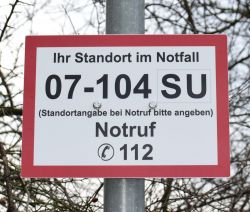 Ihr Standort im Notfall
07-104 SU
(Standortangabe bei Notruf bitte angeben)
Notruf
✆ 112